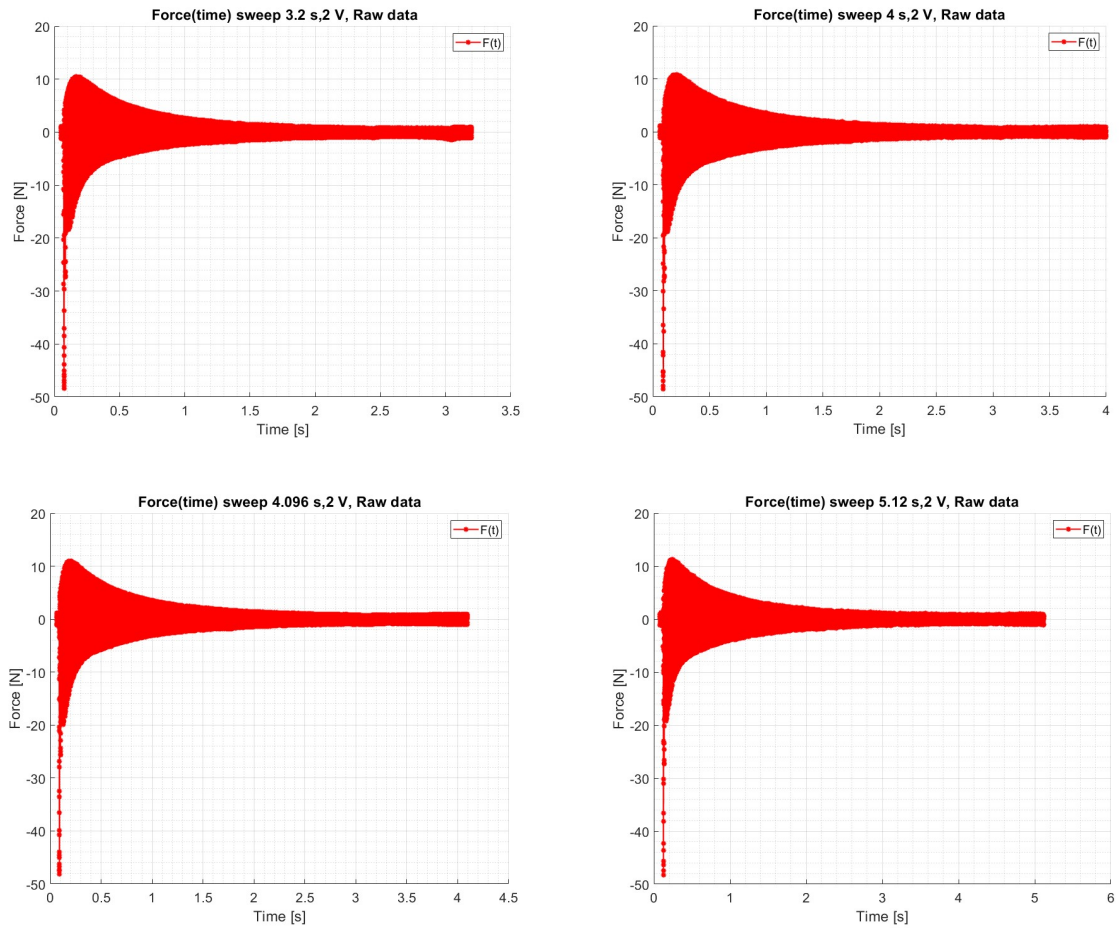 Force(time) sweep 3.2 s,2 V, Raw data
F(t)
20
10
0
-10
-20
-30
-40
-50
Force [N]
0 0.5 1 1.5 2 2.5 3 3.5
Time [s]
Force(time) sweep 4 s,2 V, Raw data
F(t)
20
10
0
-10
-20
-30
-40
-50
Force [N]
0 0.5 1 1.5 2 2.5 3 3.5 4
Time [s]
Force(time) sweep 4.096 s,2 V, Raw data
F(t)
20
10
0
-10
-20
-30
-40
-50
Force [N]
0 0.5 1 1.5 2 2.5 3 3.5 4 4.5
Time [s]
Force(time) sweep 5.12 s,2 V, Raw data
F(t)
20
10
0
-10
-20
-30
-40
-50
Force [N]
0 1 2 3 4 5 6
Time [s]